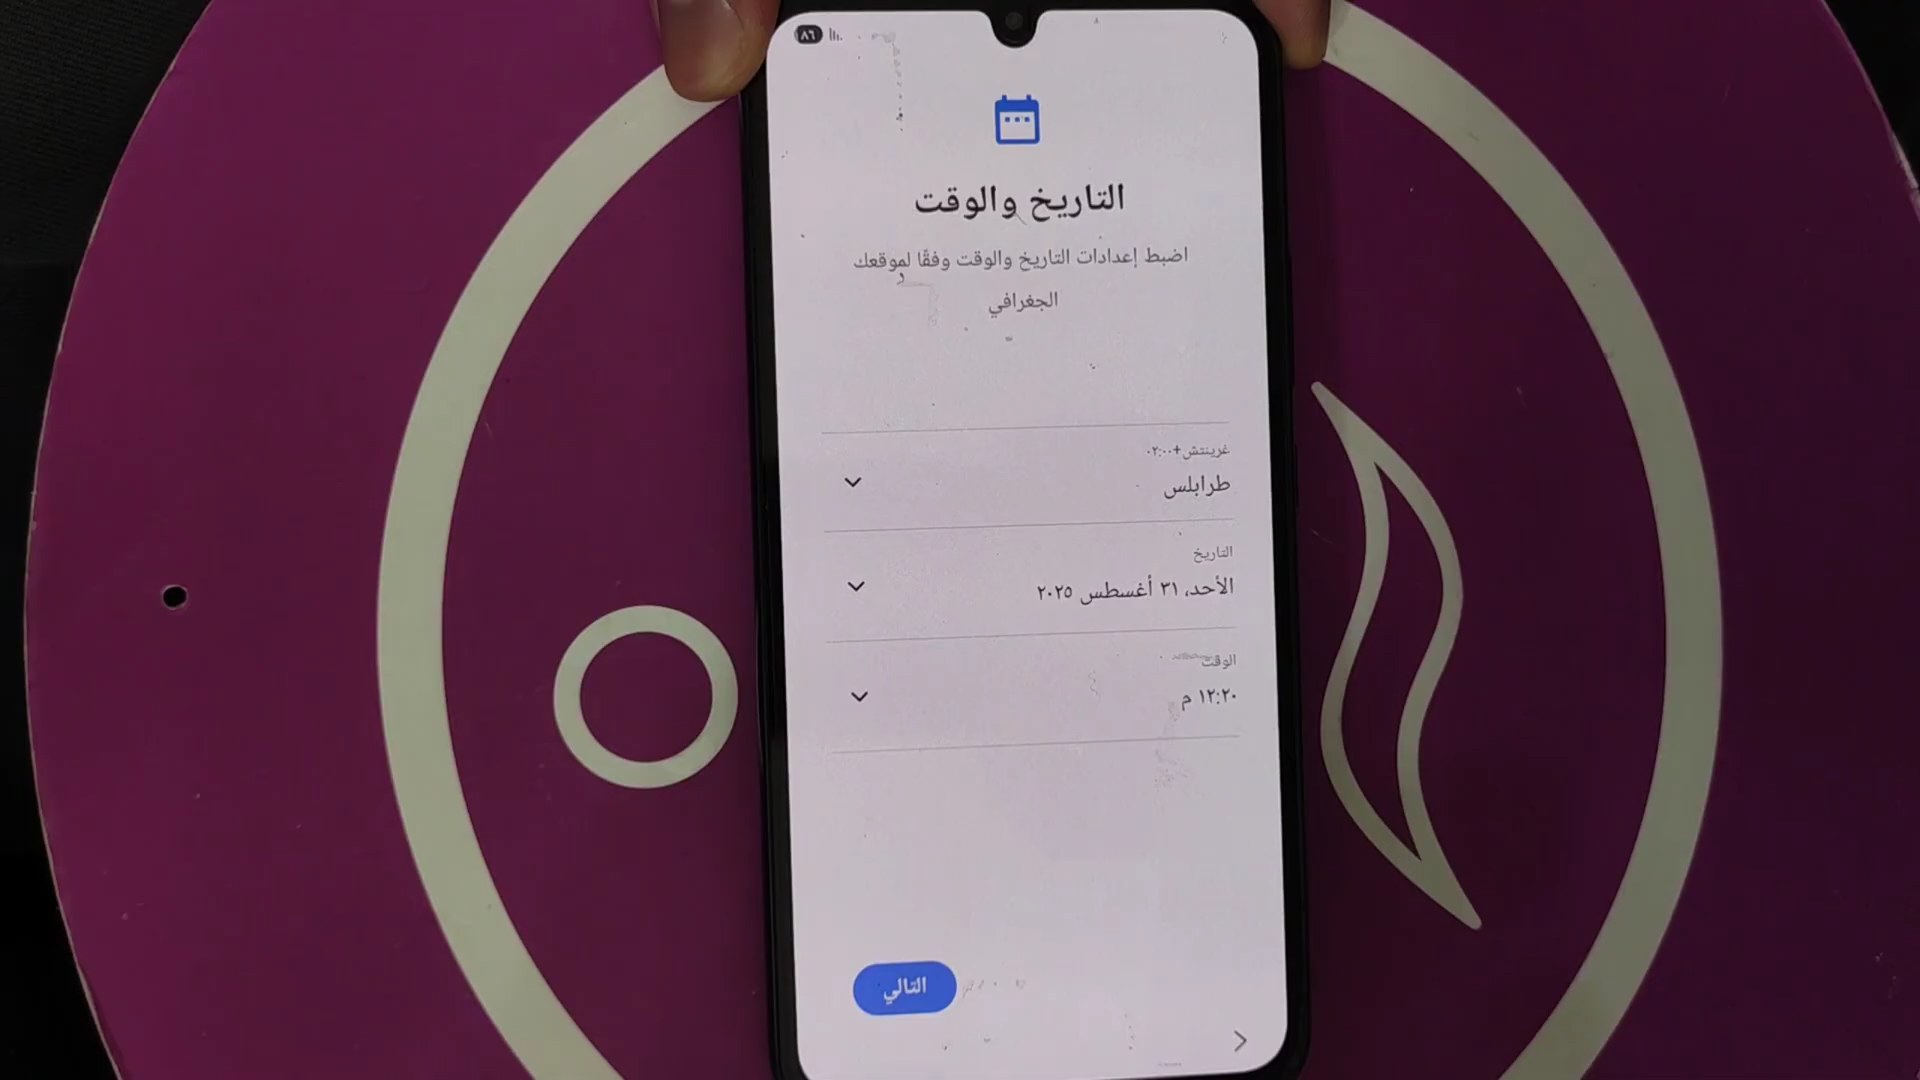 ٨٦
التاريخ والوقت
اضبط إعدادات التاريخ والوقت وفقًا لموقعك
الجغرافي
غرينتش+٠٢:٠٠
طرابلس
التاريخ
الأحد، ٣١ أغسطس ٢٠٢٥
الوقت
١٢:٢٠ م
التالي